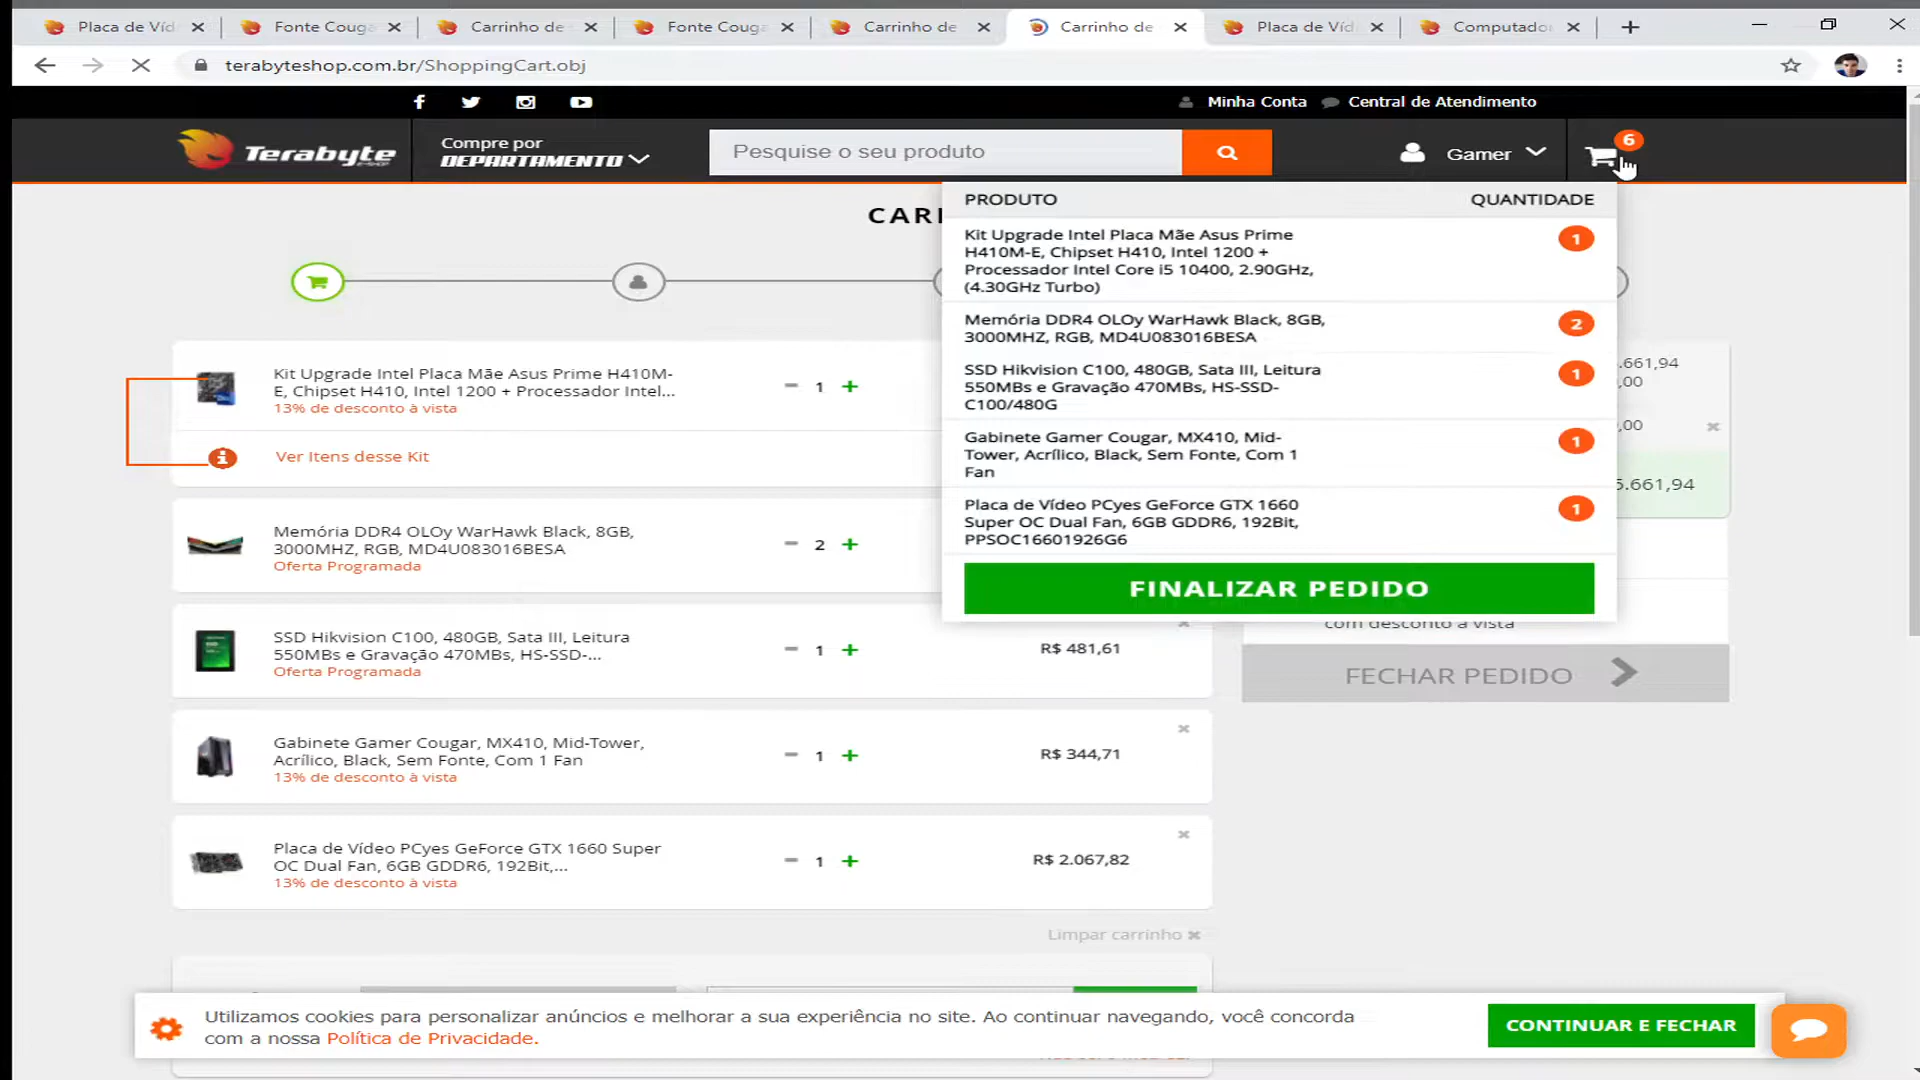 Placa de Víd
Fonte Couga
Carrinho de
Fonte Couga
Carrinho de
Carrinho de
Placa de Víd
Computador
terabyteshop.com.br/ShoppingCart.obj
Minha Conta
Central de Atendimento
Terabyte
Compre por
DEPARTAMENTO
Pesquise o seu produto
Gamer
6
CARI
PRODUTO
QUANTIDADE
Kit Upgrade Intel Placa Mãe Asus Prime
H410M-E, Chipset H410, Intel 1200 +
Processador Intel Core i5 10400, 2.90GHz,
(4.30GHz Turbo)
1
Memória DDR4 OLOy WarHawk Black, 8GB,
3000MHZ, RGB, MD4U083016BESA
2
SSD Hikvision C100, 480GB, Sata III, Leitura
550MBs e Gravação 470MBs, HS-SSD-
C100/480G
1
Gabinete Gamer Cougar, MX410, Mid-
Tower, Acrílico, Black, Sem Fonte, Com 1
Fan
1
Placa de Vídeo PCyes GeForce GTX 1660
Super OC Dual Fan, 6GB GDDR6, 192Bit,
PPSOC16601926G6
1
FINALIZAR PEDIDO
Kit Upgrade Intel Placa Mãe Asus Prime H410M-
E, Chipset H410, Intel 1200 + Processador Intel...
13% de desconto à vista
1
Ver Itens desse Kit
Memória DDR4 OLOy WarHawk Black, 8GB,
3000MHZ, RGB, MD4U083016BESA
Oferta Programada
2
SSD Hikvision C100, 480GB, Sata III, Leitura
550MBs e Gravação 470MBs, HS-SSD-...
Oferta Programada
1
R$ 481,61
Gabinete Gamer Cougar, MX410, Mid-Tower,
Acrílico, Black, Sem Fonte, Com 1 Fan
13% de desconto à vista
1
R$ 344,71
Placa de Vídeo PCyes GeForce GTX 1660 Super
OC Dual Fan, 6GB GDDR6, 192Bit,...
13% de desconto à vista
1
R$ 2.067,82
Limpar carrinho
.661,94
,00
,00
5.661,94
com desconto à vista
FECHAR PEDIDO
Utilizamos cookies para personalizar anúncios e melhorar a sua experiência no site. Ao continuar navegando, você concorda
com a nossa Política de Privacidade.
CONTINUAR E FECHAR